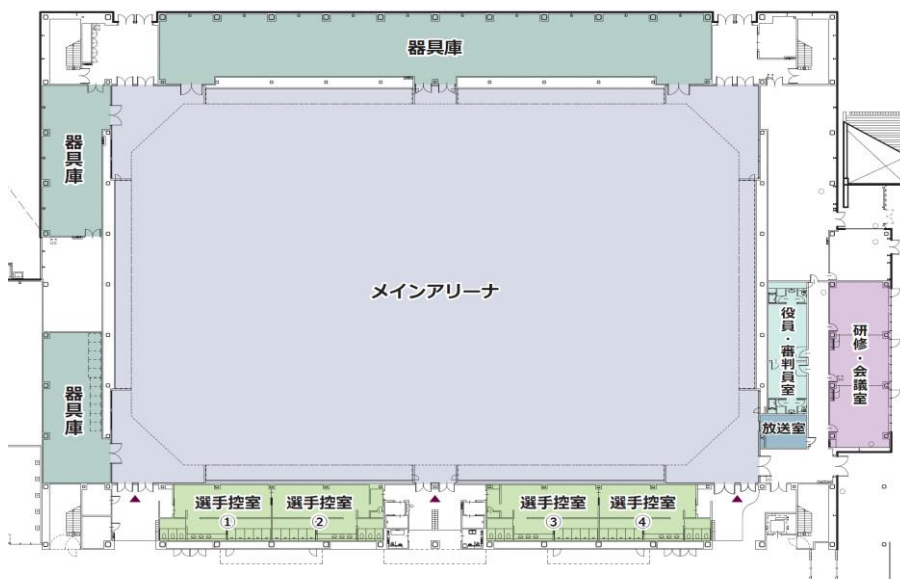 器具庫
器具庫
メインアリーナ
役員・審判員室
研修・会議室
器具庫
放送室
選手控室
①
選手控室
②
選手控室
③
選手控室
④